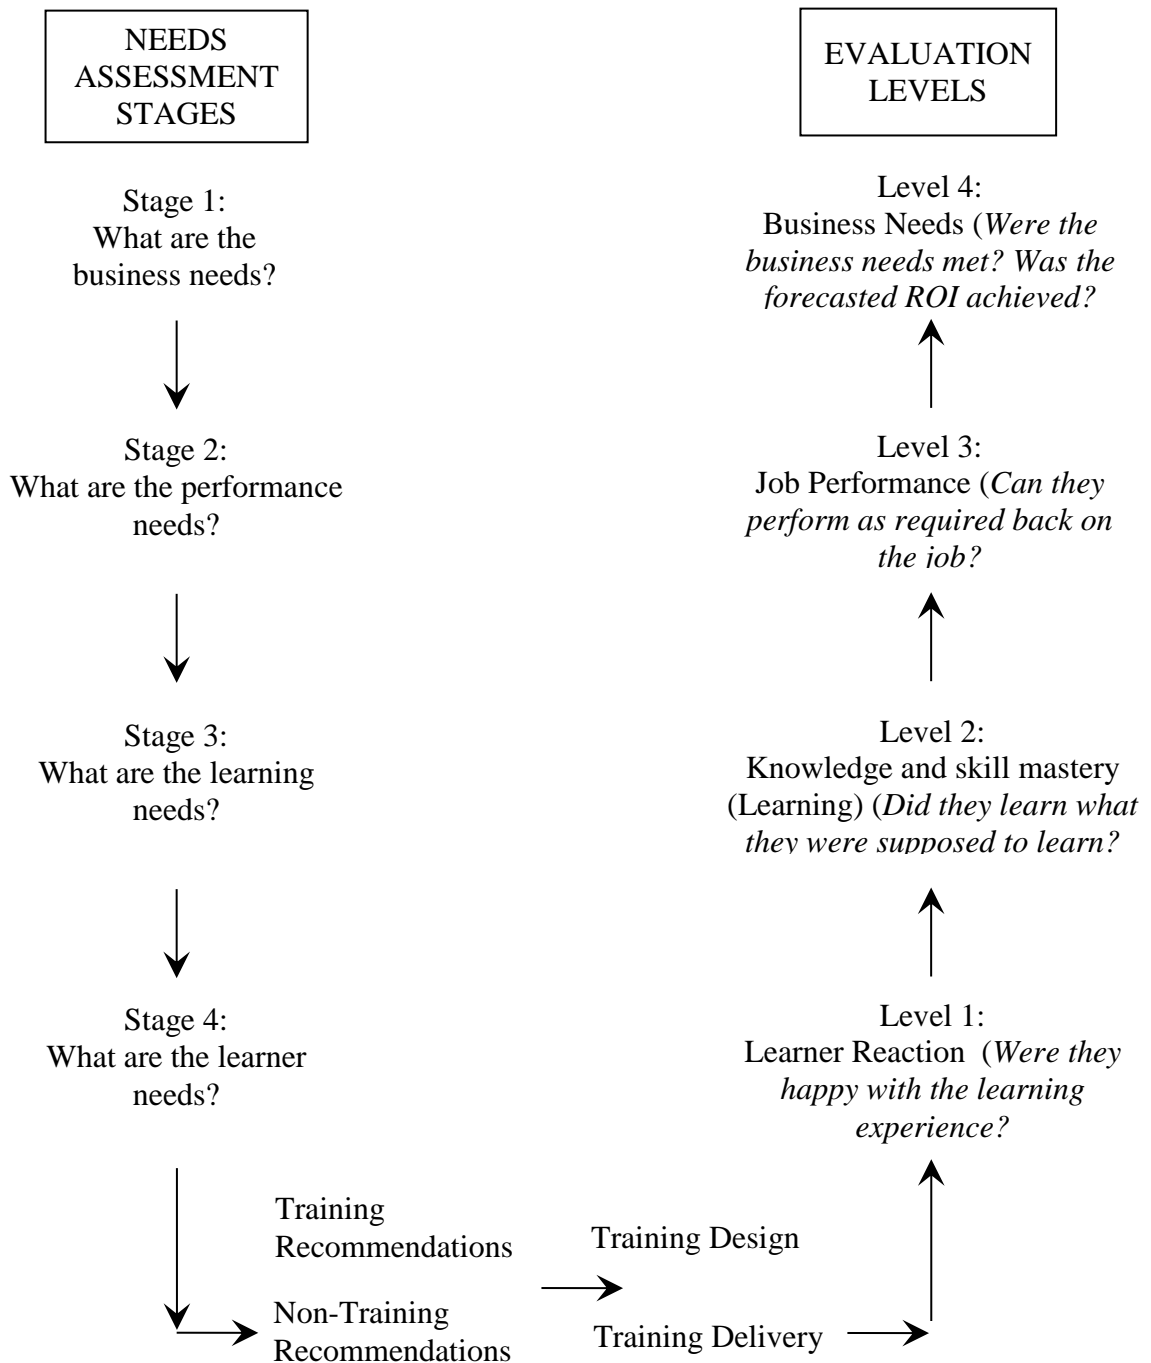 NEEDS
ASSESSMENT
STAGES
Stage 1:
What are the
business needs?
Stage 2:
What are the performance
needs?
Stage 3:
What are the learning
needs?
Stage 4:
What are the learner
needs?
Training
Recommendations
Non-Training
Recommendations
Training Design
Training Delivery
EVALUATION
LEVELS
Level 4:
Business Needs (Were the
business needs met? Was the
forecasted ROI achieved?
Level 3:
Job Performance (Can they
perform as required back on
the job?
Level 2:
Knowledge and skill mastery
(Learning) (Did they learn what
they were supposed to learn?
Level 1:
Learner Reaction  (Were they
happy with the learning
experience?